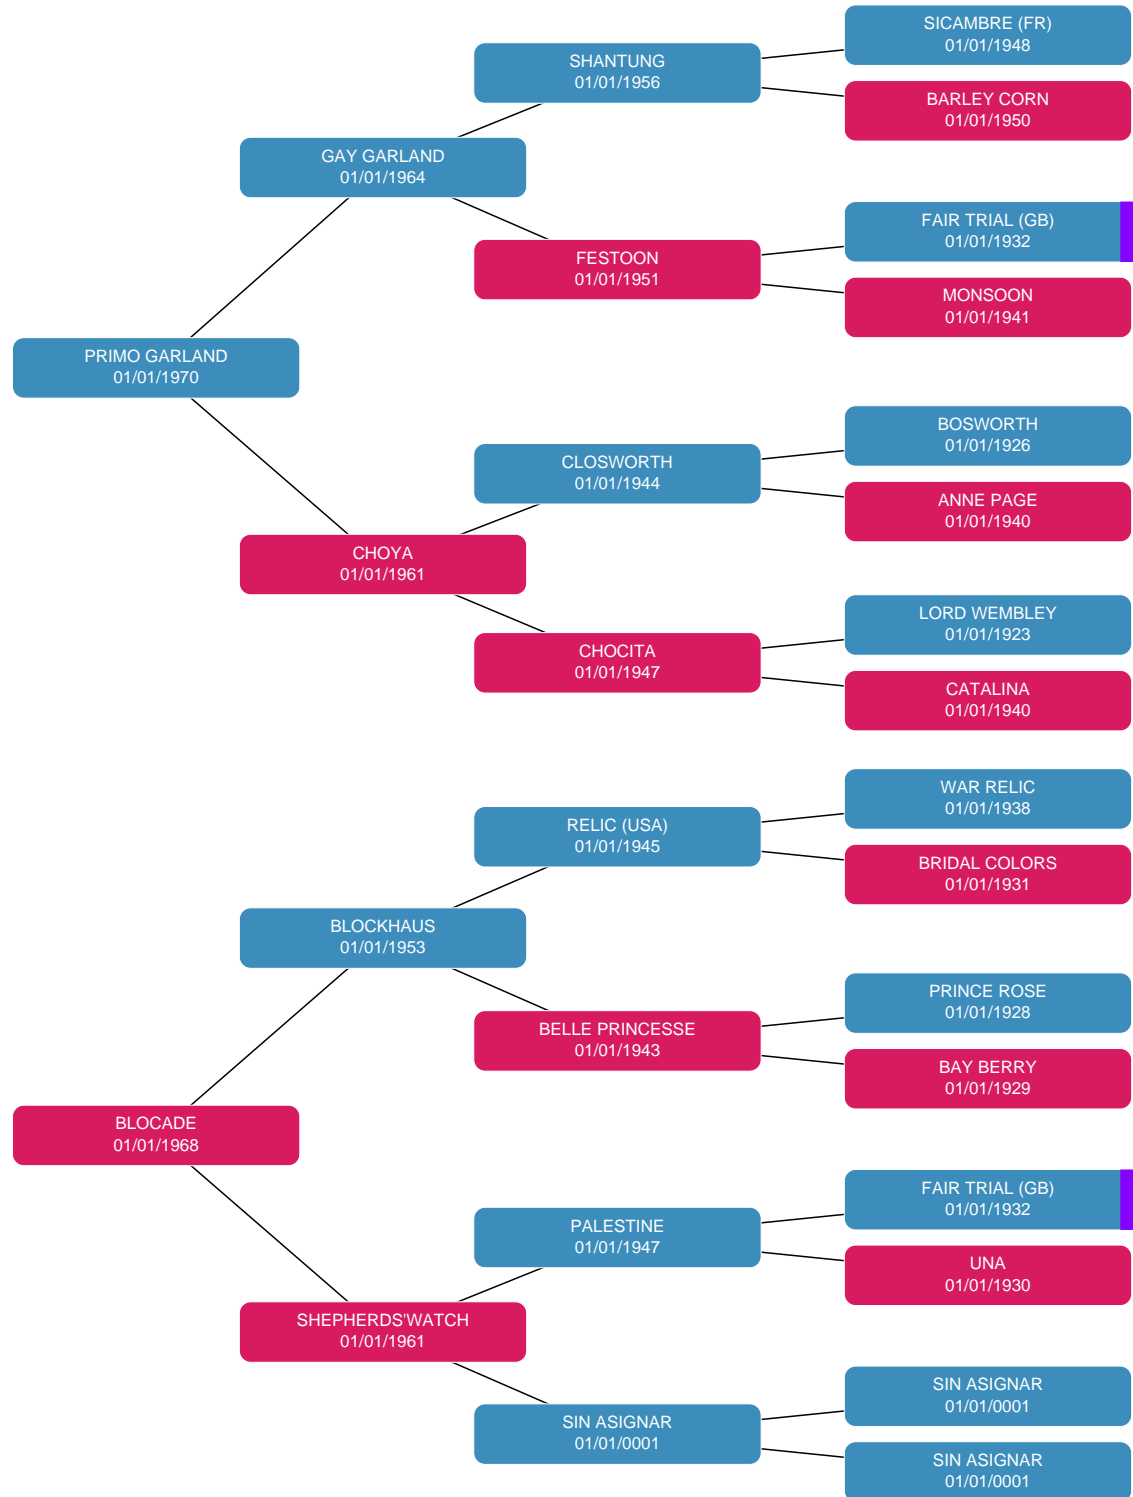 SICAMBRE (FR)
01/01/1948
SHANTUNG
01/01/1956
BARLEY CORN
01/01/1950
GAY GARLAND
01/01/1964
FAIR TRIAL (GB)
01/01/1932
FESTOON
01/01/1951
MONSOON
01/01/1941
PRIMO GARLAND
01/01/1970
BOSWORTH
01/01/1926
CLOSWORTH
01/01/1944
ANNE PAGE
01/01/1940
CHOYA
01/01/1961
LORD WEMBLEY
01/01/1923
CHOCITA
01/01/1947
CATALINA
01/01/1940
WAR RELIC
01/01/1938
RELIC (USA)
01/01/1945
BRIDAL COLORS
01/01/1931
BLOCKHAUS
01/01/1953
PRINCE ROSE
01/01/1928
BELLE PRINCESSE
01/01/1943
BAY BERRY
01/01/1929
BLOCADE
01/01/1968
FAIR TRIAL (GB)
01/01/1932
PALESTINE
01/01/1947
UNA
01/01/1930
SHEPHERDS'WATCH
01/01/1961
SIN ASIGNAR
01/01/0001
SIN ASIGNAR
01/01/0001
SIN ASIGNAR
01/01/0001